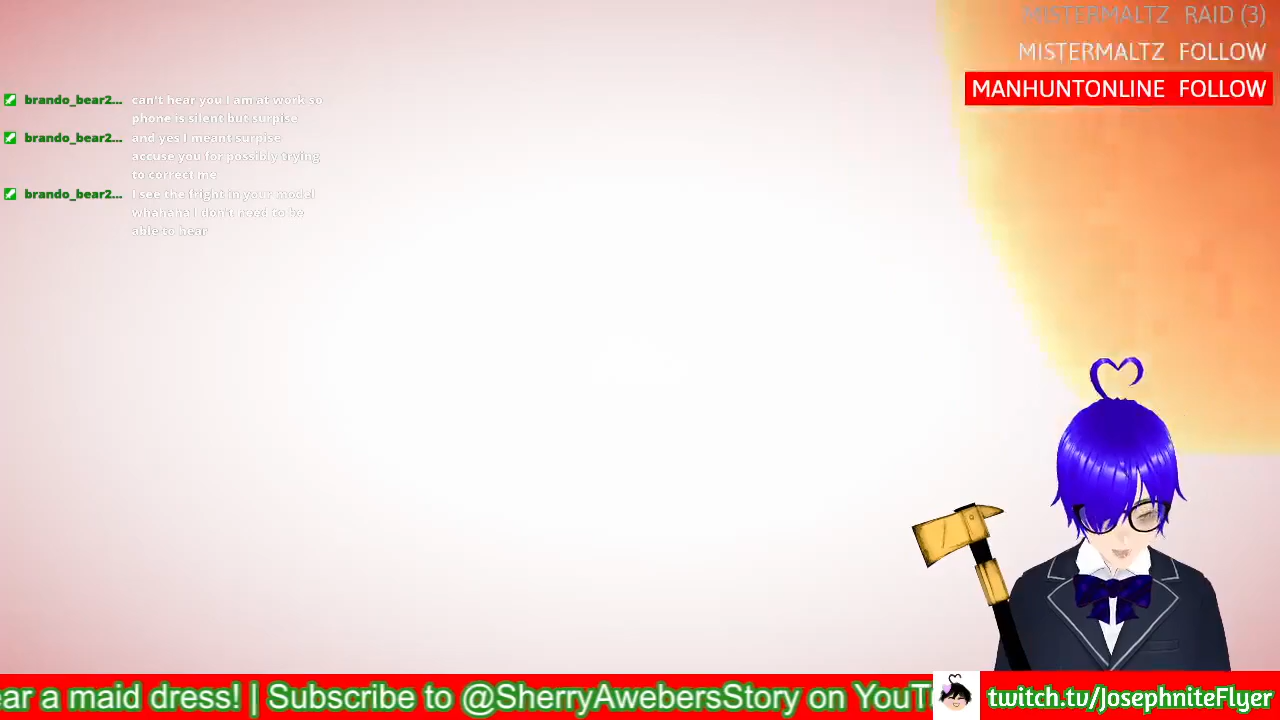 MISTERMALTZ RAID (3)
MISTERMALTZ FOLLOW
MANHUNTONLINE FOLLOW
brando_bear2... can't hear you I am at work so
phone is silent but surpise
brando_bear2... and yes I meant surpise
accuse you for possibly trying
to correct me
brando_bear2... I see the fright in your model
whahaha I don't need to be
able to hear
ear a maid dress! | Subscribe to @SherryAwebersStory on YouT
twitch.tv/JosephniteFlyer